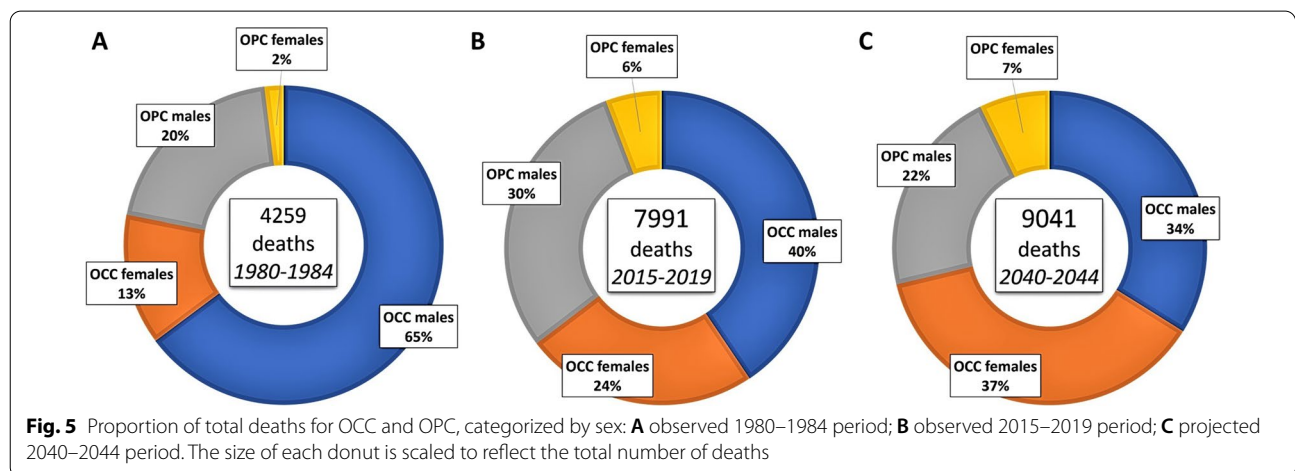 A
OPC females
2%
OPC males
20%
4259
deaths
1980-1984
OCC females
13%
OCC males
65%
B
OPC females
6%
OPC males
30%
7991
deaths
2015-2019
OCC males
40%
OCC females
24%
C
OPC females
7%
OPC males
22%
9041
deaths
2040-2044
OCC males
34%
OCC females
37%
Fig. 5 Proportion of total deaths for OCC and OPC, categorized by sex: A observed 1980–1984 period; B observed 2015–2019 period; C projected
2040–2044 period. The size of each donut is scaled to reflect the total number of deaths